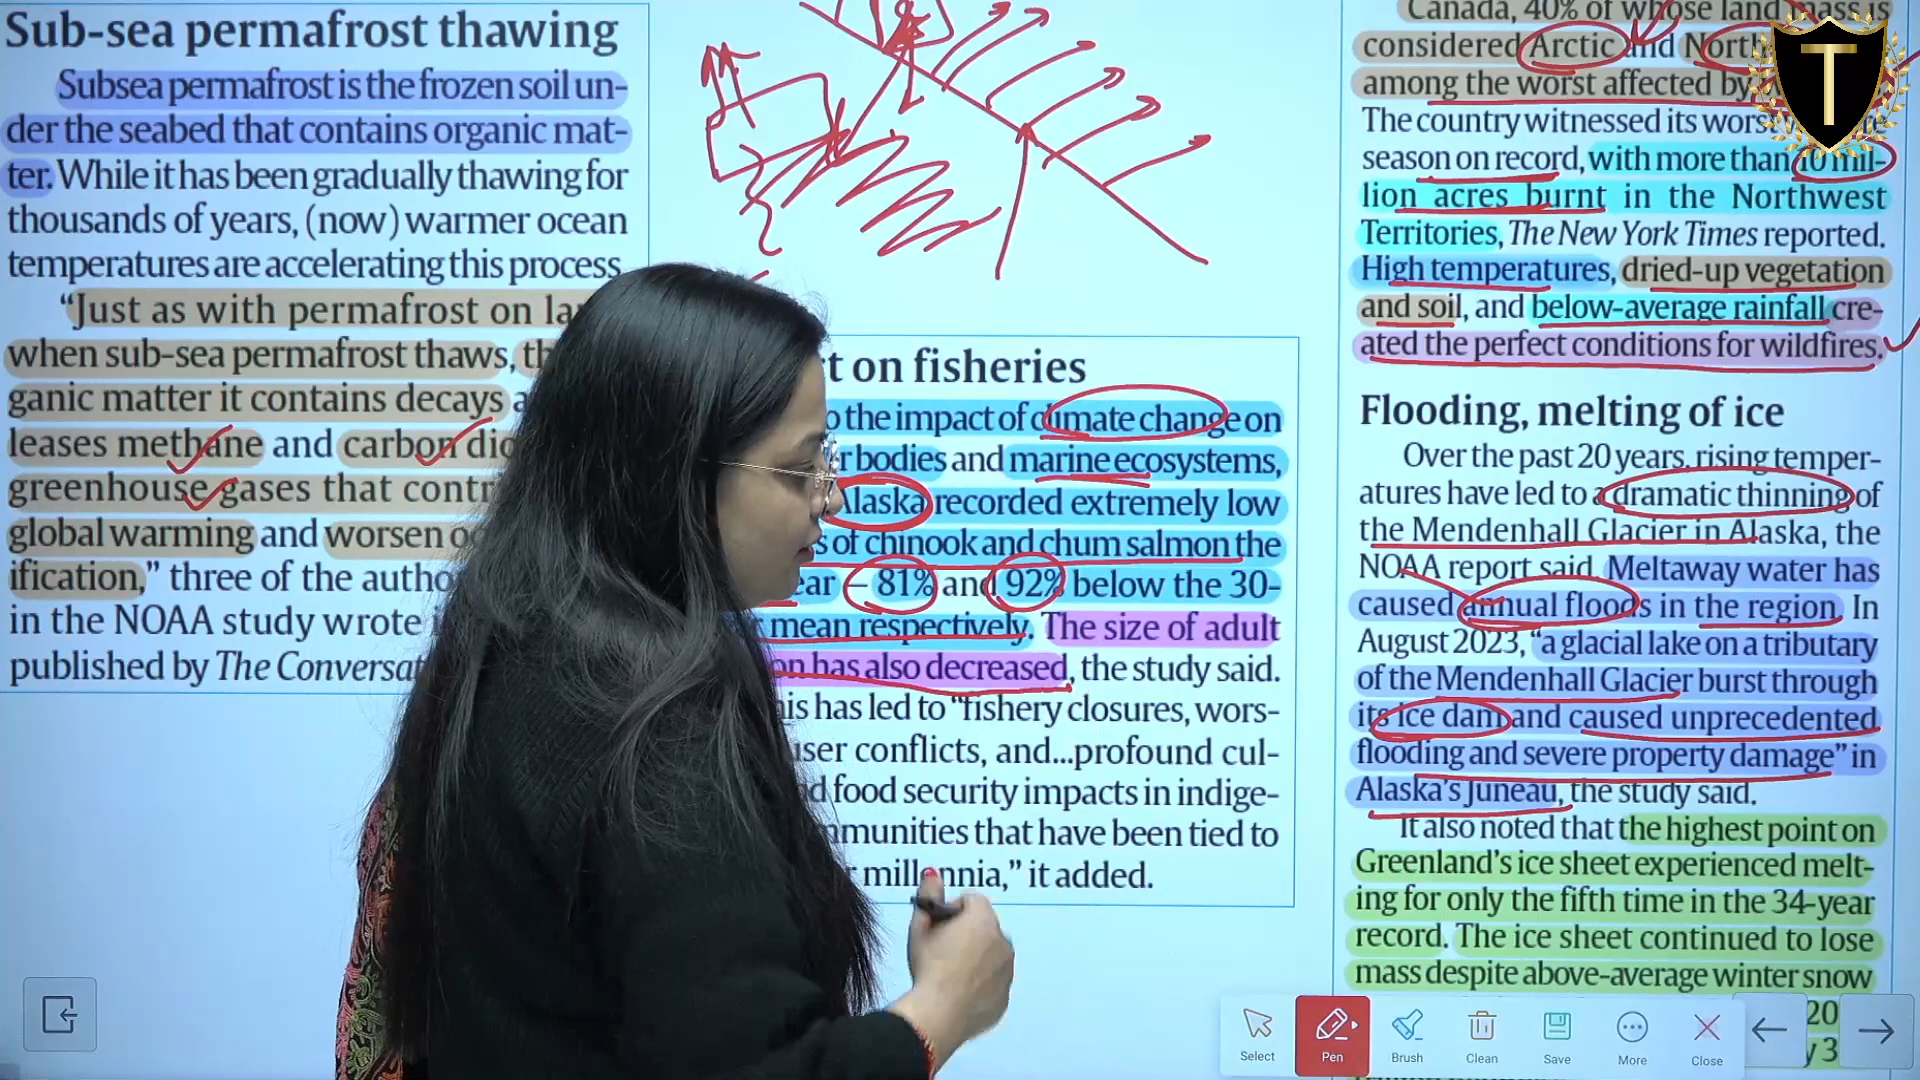 Sub-sea permafrost thawing
Subsea permafrost is the frozen soil un-
der the seabed that contains organic mat-
ter. While it has been gradually thawing for
thousands of years, (now) warmer ocean
temperatures are accelerating this process.
“Just as with permafrost on la
when sub-sea permafrost thaws, th
ganic matter it contains decays a
leases methane and carbon dio
greenhouse gases that contr
global warming and worsen oc
ification,” three of the autho
in the NOAA study wrote i
published by The Conversat
t on fisheries
o the impact of climate change on
r bodies and marine ecosystems,
Alaska recorded extremely low
s of chinook and chum salmon the
ear – 81% and 92% below the 30-
r mean respectively. The size of adult
on has also decreased, the study said.
his has led to “fishery closures, wors-
user conflicts, and...profound cul-
d food security impacts in indige-
mmunities that have been tied to
r millennia,” it added.
Canada, 40% of whose land mass is
considered Arctic and North
among the worst affected by
The country witnessed its worst
season on record, with more than 10 mil-
lion acres burnt in the Northwest
Territories, The New York Times reported.
High temperatures, dried-up vegetation
and soil, and below-average rainfall cre-
ated the perfect conditions for wildfires.
Flooding, melting of ice
Over the past 20 years, rising temper-
atures have led to a dramatic thinning of
the Mendenhall Glacier in Alaska, the
NOAA report said. Meltaway water has
caused annual floods in the region. In
August 2023, “a glacial lake on a tributary
of the Mendenhall Glacier burst through
its ice dam and caused unprecedented
flooding and severe property damage” in
Alaska’s Juneau, the study said.
It also noted that the highest point on
Greenland’s ice sheet experienced melt-
ing for only the fifth time in the 34-year
record. The ice sheet continued to lose
mass despite above-average winter snow
20
y 3
T
Select
Pen
Brush
Clean
Save
More
Close